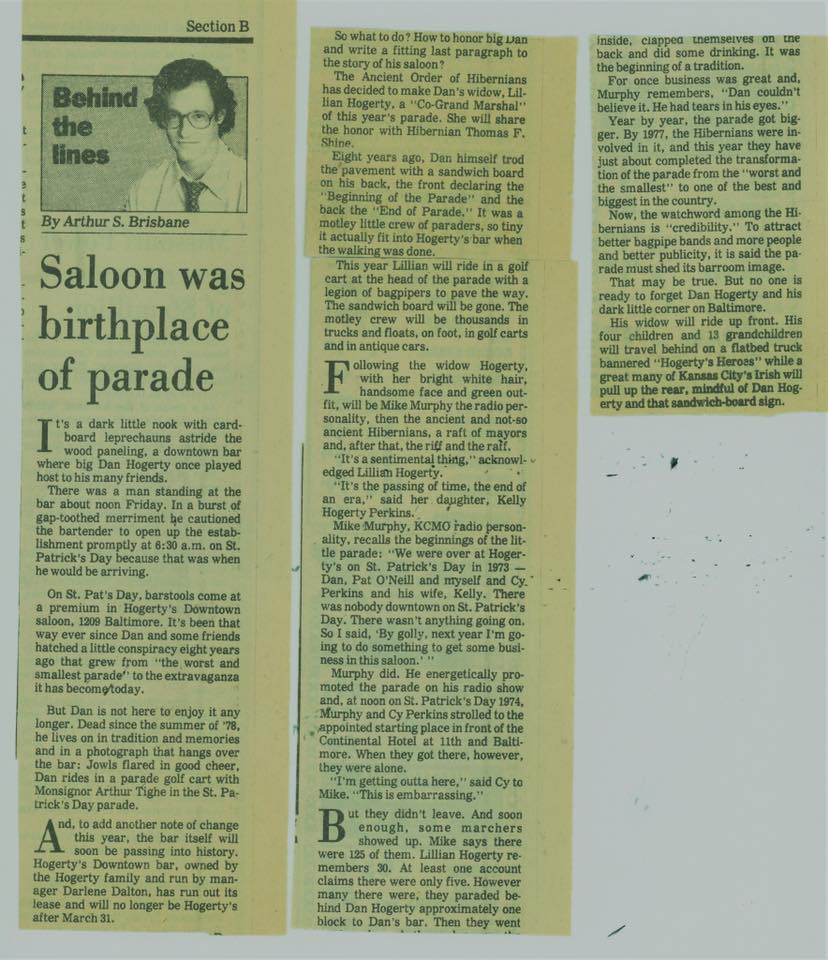 Section B
Behind
the
lines
By Arthur S. Brisbane
Saloon was
birthplace
of parade
It's a dark little nook with card-
board leprechauns astride the
wood paneling, a downtown bar
where big Dan Hogerty once played
host to his many friends.
There was a man standing at the
bar about noon Friday. In a burst of
gap-toothed merriment he cautioned
the bartender to open up the estab-
lishment promptly at 6:30 a.m. on St.
Patrick's Day because that was when
he would be arriving.
On St. Pat's Day, barstools come at
a premium in Hogerty's Downtown
saloon, 1209 Baltimore. It's been that
way ever since Dan and some friends
hatched a little conspiracy eight years
ago that grew from "the worst and
smallest parade" to the extravaganza
it has become today.
But Dan is not here to enjoy it any
longer. Dead since the summer of '78,
he lives on in tradition and memories
and in a photograph that hangs over
the bar: Jowls flared in good cheer,
Dan rides in a parade golf cart with
Monsignor Arthur Tighe in the St. Pa-
trick's Day parade.
And, to add another note of change
this year, the bar itself will
soon be passing into history.
Hogerty's Downtown bar, owned by
the Hogerty family and run by man-
ager Darlene Dalton, has run out its
lease and will no longer be Hogerty's
after March 31.
So what to do? How to honor big Dan
and write a fitting last paragraph to
the story of his saloon?
The Ancient Order of Hibernians
has decided to make Dan's widow, Lil-
lian Hogerty, a "Co-Grand Marshal"
of this year's parade. She will share
the honor with Hibernian Thomas F.
Shine.
Eight years ago, Dan himself trod
the pavement with a sandwich board
on his back, the front declaring the
"Beginning of the Parade" and the
back the "End of Parade." It was a
motley little crew of paraders, so tiny
it actually fit into Hogerty's bar when
the walking was done.
This year Lillian will ride in a golf
cart at the head of the parade with a
legion of bagpipers to pave the way.
The sandwich board will be gone. The
motley crew will be thousands in
trucks and floats, on foot, in golf carts
and in antique cars.
Following the widow Hogerty,
with her bright white hair,
handsome face and green out-
fit, will be Mike Murphy the radio per-
sonality, then the ancient and not-so
ancient Hibernians, a raft of mayors
and, after that, the riff and the raff.
"It's a sentimental thing," acknowl-
edged Lillian Hogerty.
"It's the passing of time, the end of
an era," said her daughter, Kelly
Hogerty Perkins.
Mike Murphy, KCMO radio person-
ality, recalls the beginnings of the lit-
tle parade: "We were over at Hoger-
ty's on St. Patrick's Day in 1973 —
Dan, Pat O'Neill and myself and Cy
Perkins and his wife, Kelly. There
was nobody downtown on St. Patrick's
Day. There wasn't anything going on.
So I said, 'By golly, next year I'm go-
ing to do something to get some busi-
ness in this saloon.' "
Murphy did. He energetically pro-
moted the parade on his radio show
and, at noon on St. Patrick's Day 1974,
Murphy and Cy Perkins strolled to the
appointed starting place in front of the
Continental Hotel at 11th and Balti-
more. When they got there, however,
they were alone.
"I'm getting outta here," said Cy to
Mike. "This is embarrassing."
But they didn't leave. And soon
enough, some marchers
showed up. Mike says there
were 125 of them. Lillian Hogerty re-
members 30. At least one account
claims there were only five. However
many there were, they paraded be-
hind Dan Hogerty approximately one
block to Dan's bar. Then they went
inside, clapped themselves on the
back and did some drinking. It was
the beginning of a tradition.
For once business was great and,
Murphy remembers, "Dan couldn't
believe it. He had tears in his eyes."
Year by year, the parade got big-
ger. By 1977, the Hibernians were in-
volved in it, and this year they have
just about completed the transforma-
tion of the parade from the "worst and
the smallest" to one of the best and
biggest in the country.
Now, the watchword among the Hi-
bernians is "credibility." To attract
better bagpipe bands and more people
and better publicity, it is said the pa-
rade must shed its barroom image.
That may be true. But no one is
ready to forget Dan Hogerty and his
dark little corner on Baltimore.
His widow will ride up front. His
four children and 13 grandchildren
will travel behind on a flatbed truck
bannered "Hogerty's Heroes" while a
great many of Kansas City's Irish will
pull up the rear, mindful of Dan Hog-
erty and that sandwich-board sign.